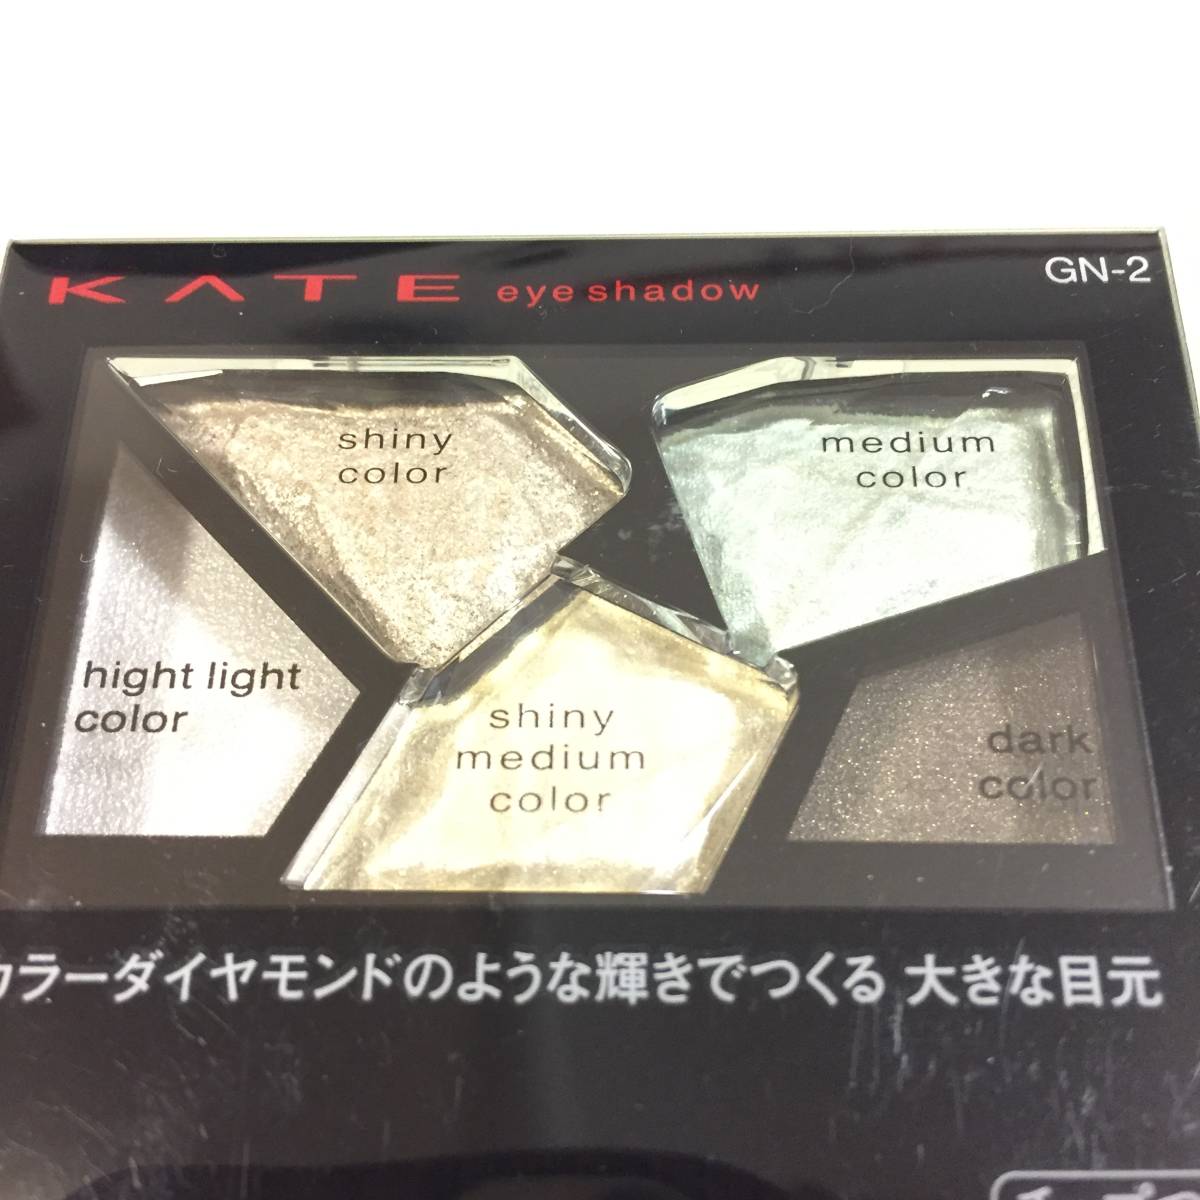 KATE eye shadow
GN-2
shiny
color
medium
color
hight light
color
shiny
medium
color
dark
color
カラーダイヤモンドのような輝きでつくる 大きな目元